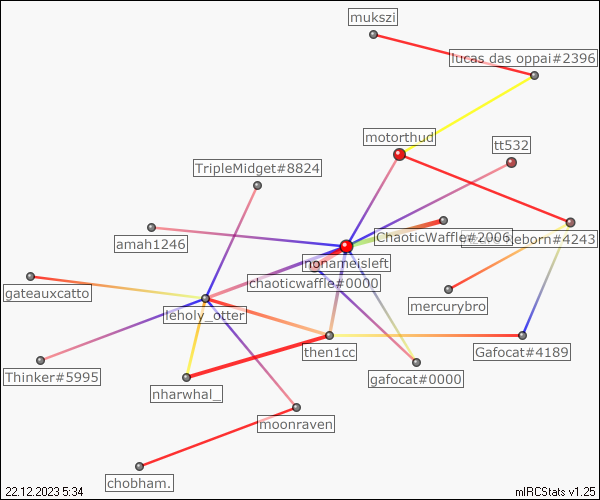 mukszi
lucas das oppai#2396
motorthud
tt532
TripleMidget#8824
ChaoticWaffle#2006
eborn#4243
amah1246
nonameisleft
chaoticwaffle#0000
gateauxcatto
mercurybro
leholy_otter
then1cc
Gafocat#4189
Thinker#5995
gafocat#0000
nharwhal_
moonraven
chobham.
22.12.2023 5:34
mIRCStats v1.25